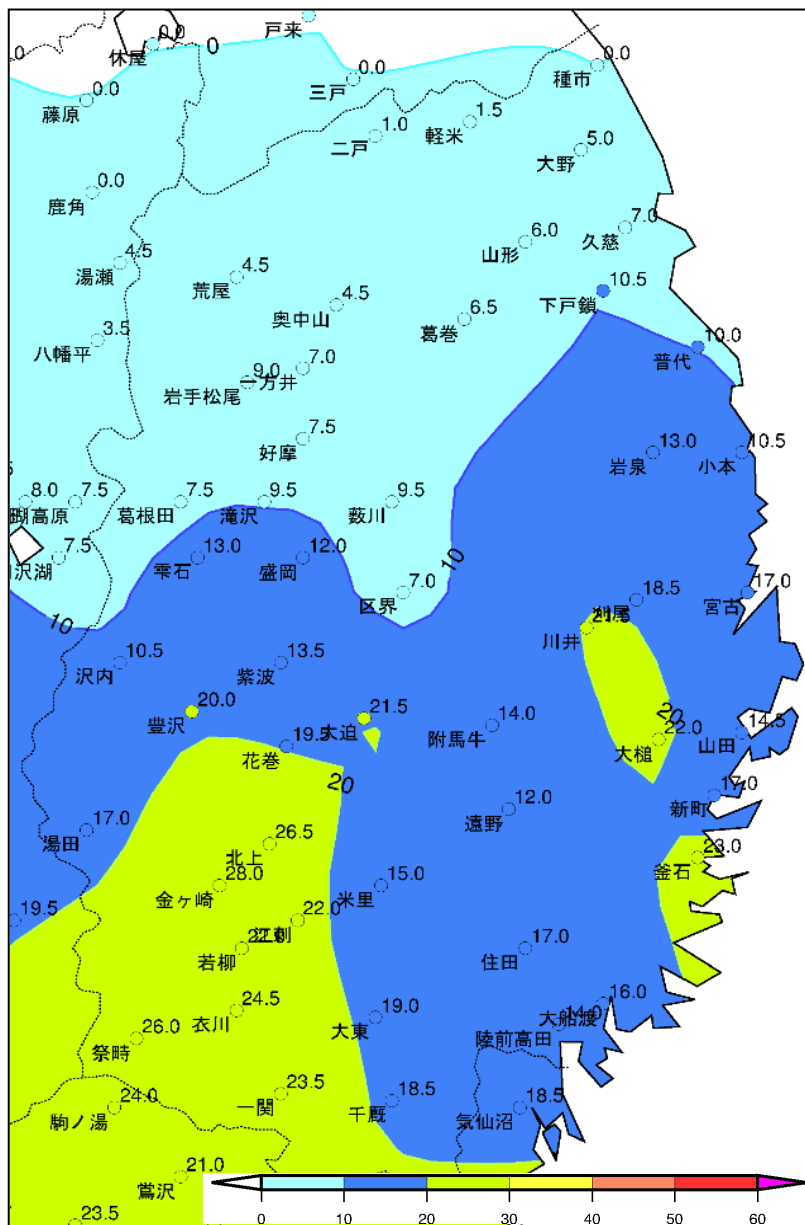 戸来
0.0
休屋
0
0.0
三戸
0.0
種市
0.0
藤原
1.0
二戸
1.5
軽米
5.0
大野
0.0
鹿角
7.0
久慈
6.0
山形
4.5
湯瀬
4.5
荒屋
4.5
奥中山
6.5
葛巻
10.5
下戸鎖
3.5
八幡平
10.0
普代
7.0
一方井
9.0
岩手松尾
7.5
好摩
13.0
岩泉
10.5
小本
8.0
7.5
高原
7.5
葛根田
9.5
滝沢
9.5
薮川
7.5
沢湖
13.0
雫石
12.0
盛岡
10
7.0
区界
18.5
17.0
宮古
10
川井
10.5
沢内
13.5
紫波
20.0
豊沢
21.5
大迫
14.0
附馬牛
20
22.0
大槌
14.5
山田
19.5
花巻
20
17.0
新町
12.0
遠野
17.0
湯田
26.5
北上
23.0
釜石
28.0
金ヶ崎
15.0
米里
19.5
22.0
江刺
22.0
若柳
17.0
住田
24.5
衣川
19.0
大東
16.0
大船渡
14.0
陸前高田
26.0
祭畤
24.0
駒ノ湯
23.5
一関
18.5
千厩
18.5
気仙沼
21.0
鶯沢
23.5
0 10 20 30 40 50 60